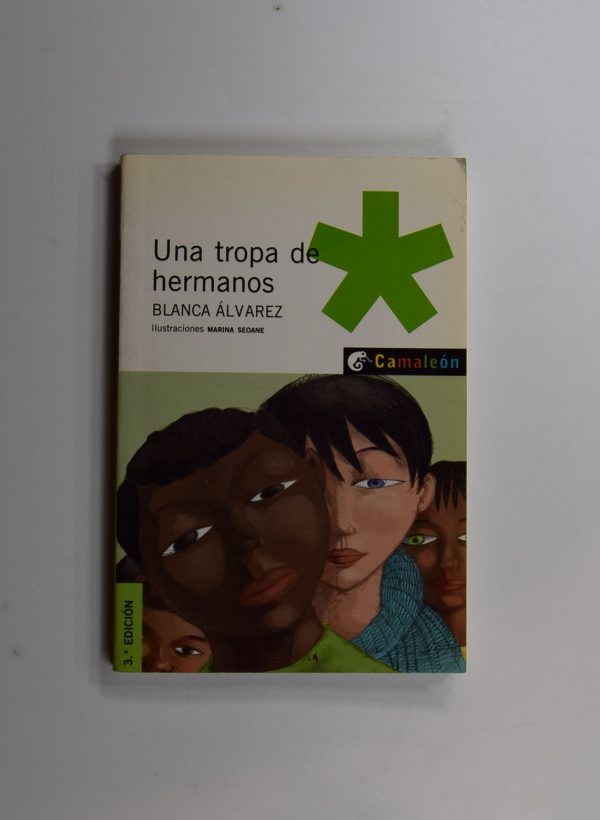 Una tropa de
hermanos
BLANCA ÁLVAREZ
Ilustraciones MARINA SEOANE
Camaleón
3.ª EDICIÓN